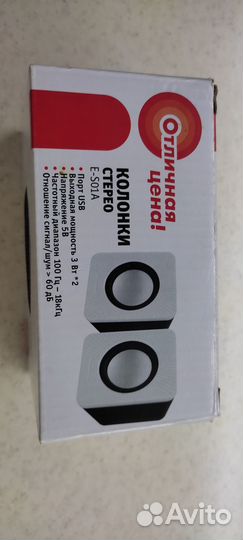 Отличная
цена!
КОЛОНКИ
СТЕРЕО
E-S01A
• Порт USB
• Выходная мощность 3 Вт *2
• Напряжение 5В
• Частотный диапазон 100 Гц – 18кГц
• Отношение сигнал/шум > 60 дБ
Avito